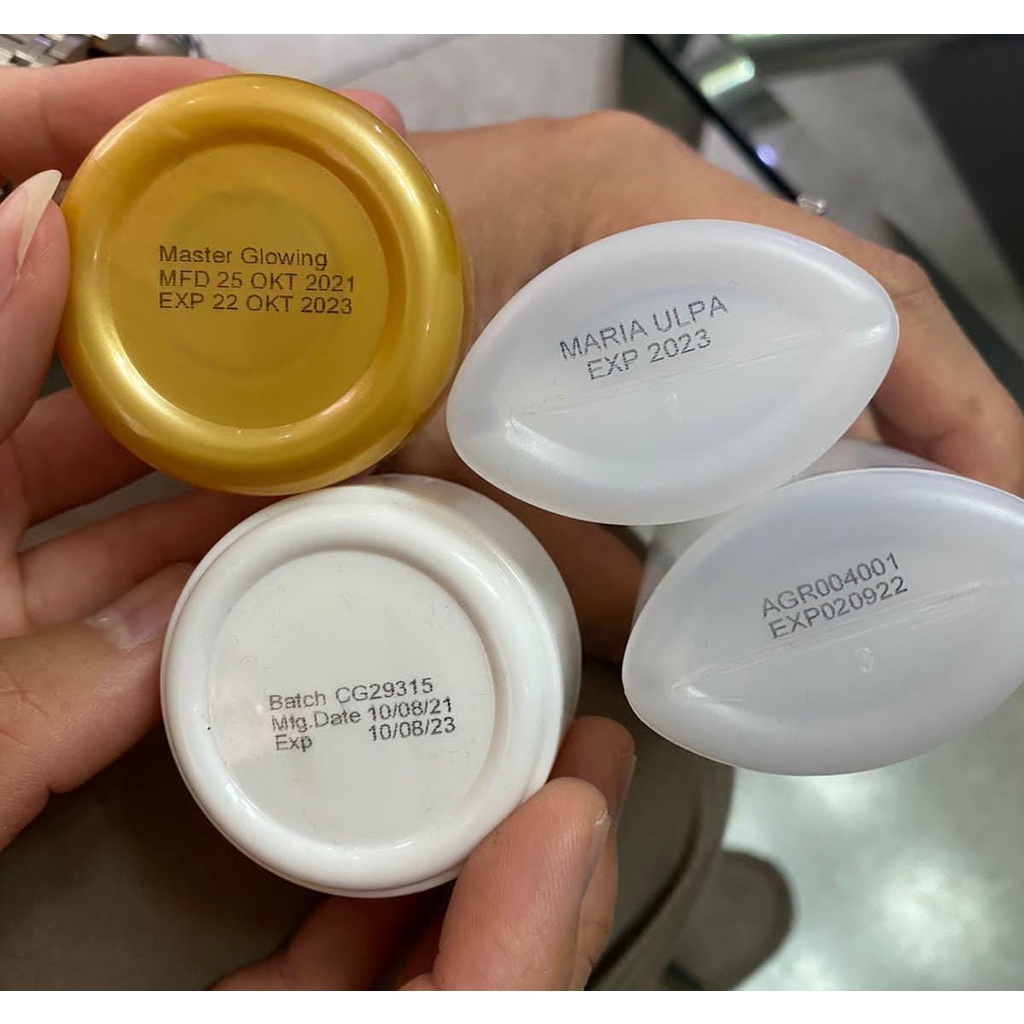 Master Glowing
MFD 25 OKT 2021
EXP 22 OKT 2023
MARIA ULPA
EXP 2023
AGR004001
EXP020922
3
Batch CG29315
Mfg.Date 10/08/21
Exp 10/08/23